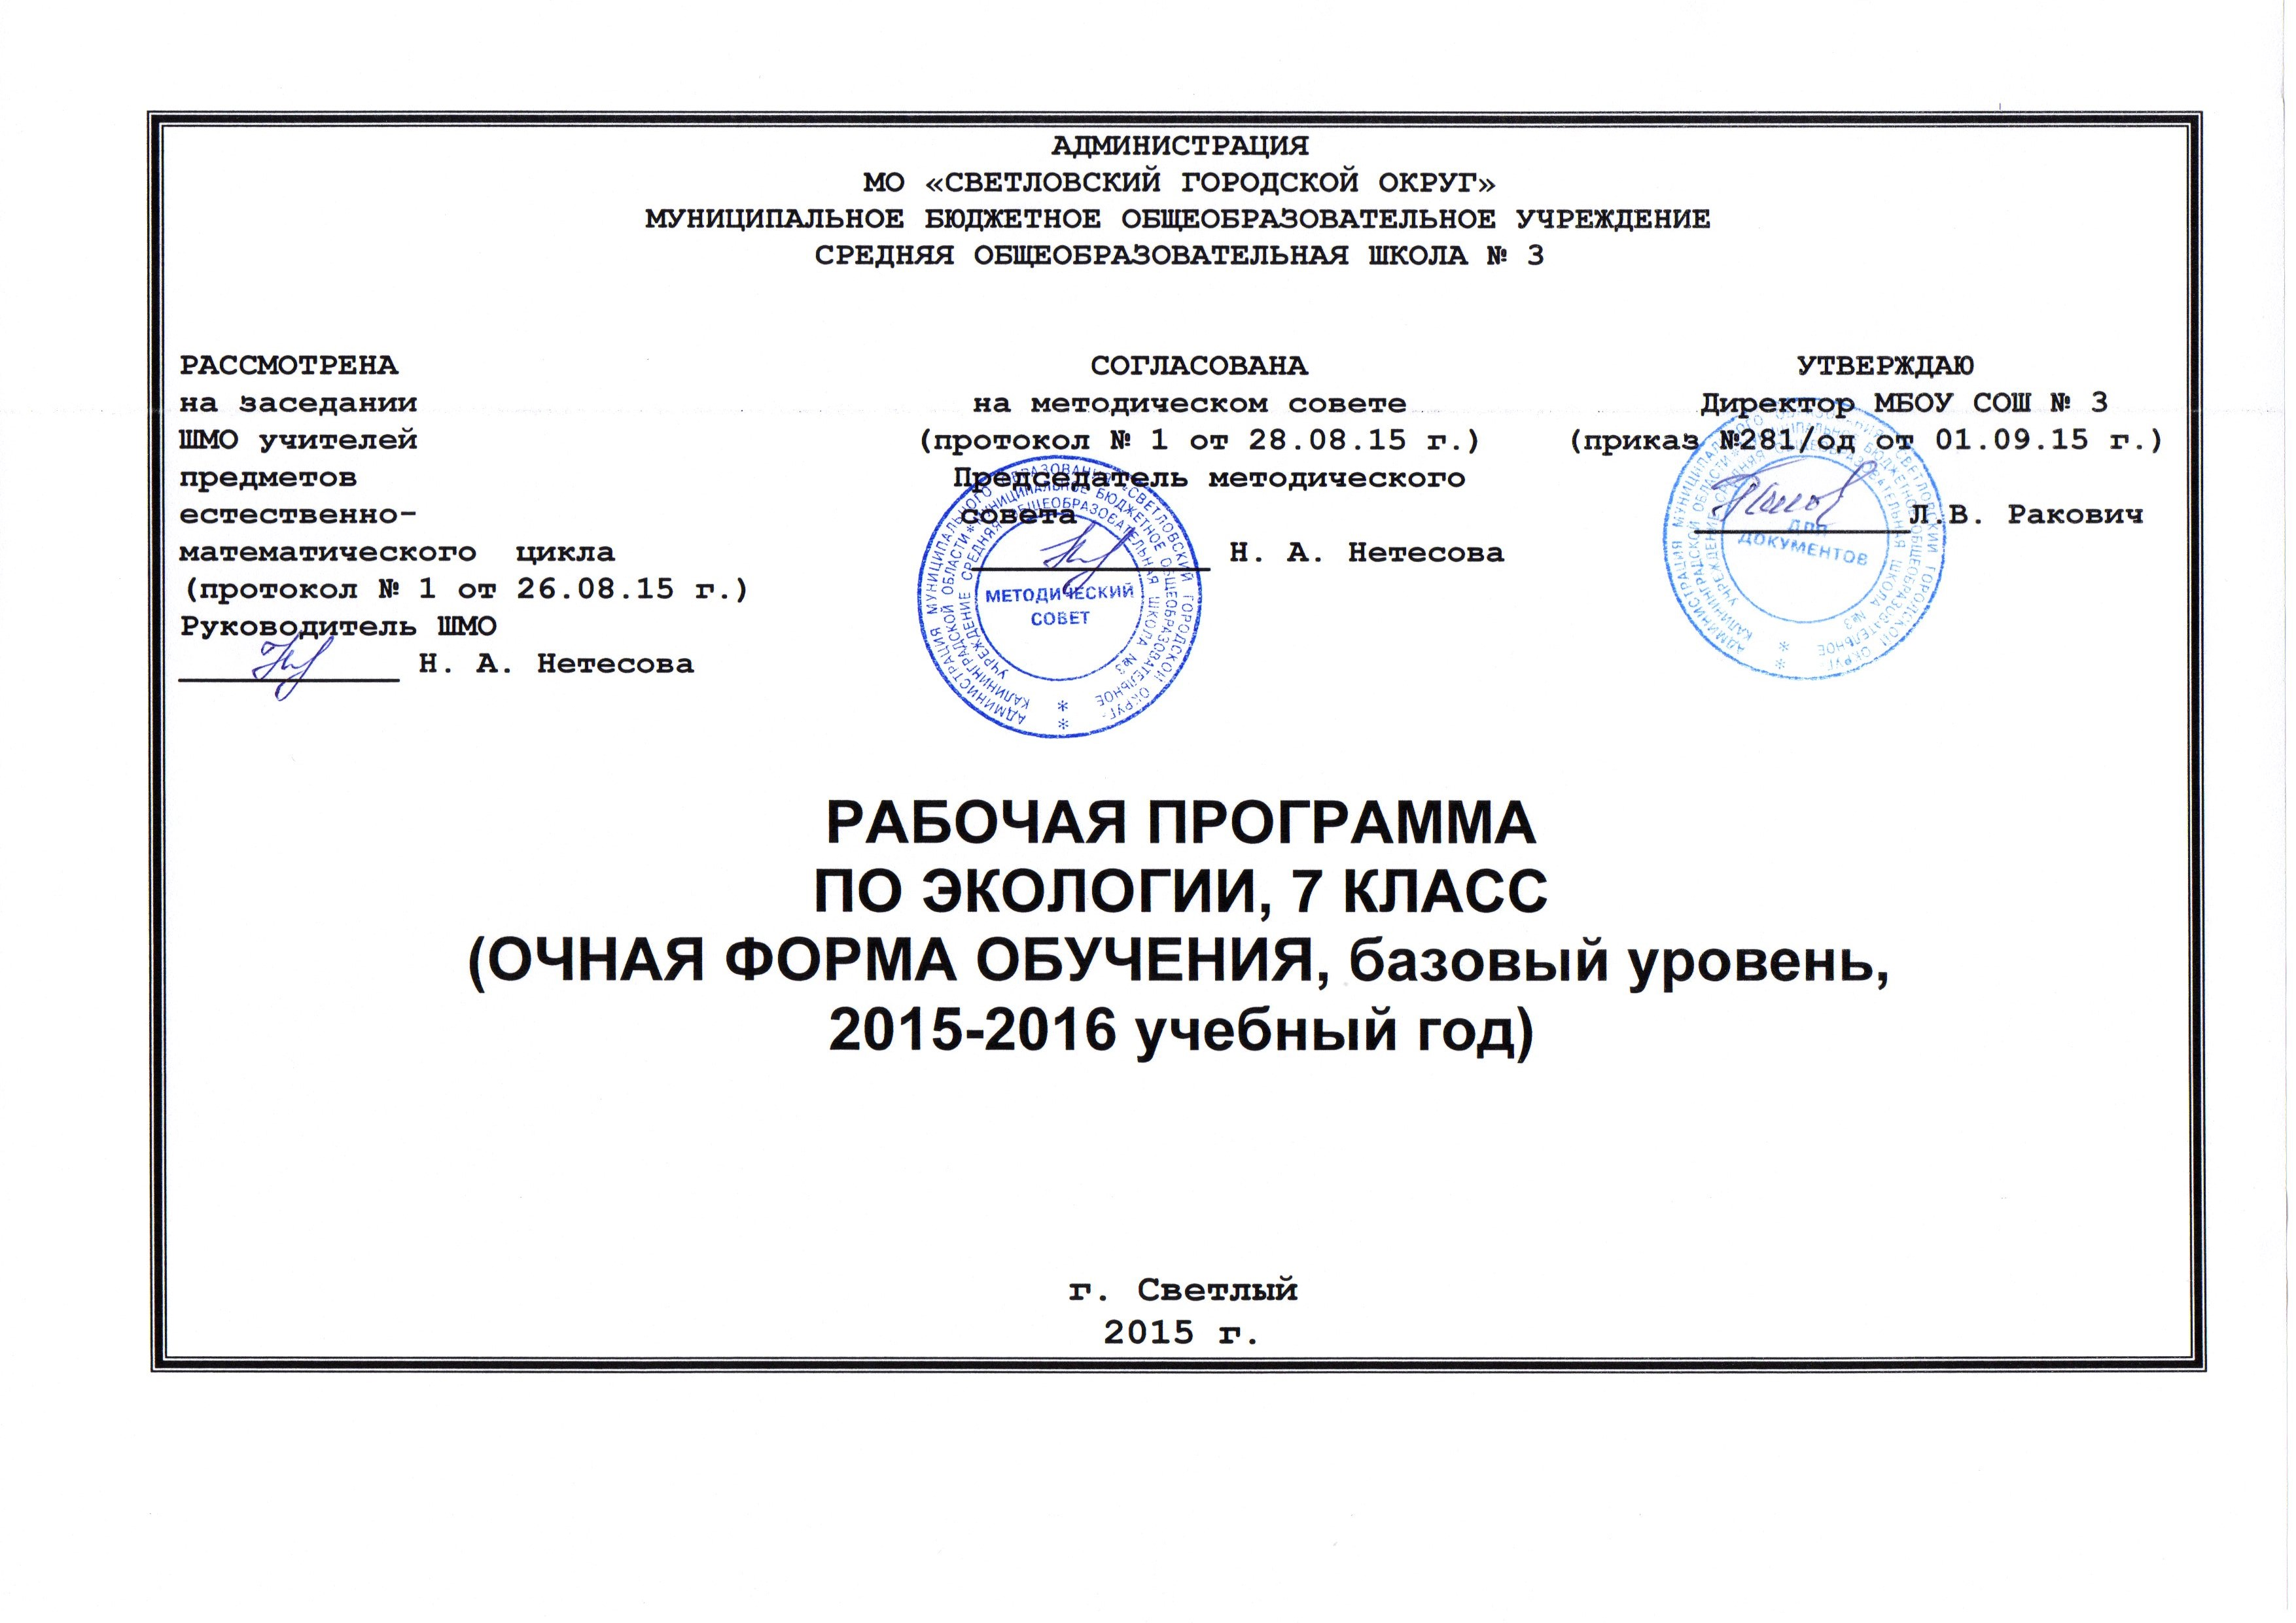 АДМИНИСТРАЦИЯ
МО «СВЕТЛОВСКИЙ ГОРОДСКОЙ ОКРУГ»
МУНИЦИПАЛЬНОЕ БЮДЖЕТНОЕ ОБЩЕОБРАЗОВАТЕЛЬНОЕ УЧРЕЖДЕНИЕ
СРЕДНЯЯ ОБЩЕОБРАЗОВАТЕЛЬНАЯ ШКОЛА № 3
РАССМОТРЕНА
на заседании
ШМО учителей
предметов
естественно-
математического цикла
(протокол № 1 от 26.08.15 г.)
Руководитель ШМО
Н. А. Нетесова
СОГЛАСОВАНА
на методическом совете
(протокол № 1 от 28.08.15 г.)
Председатель методического
совета
Н. А. Нетесова
МЕТОДИЧЕСКИЙ
СОВЕТ
УТВЕРЖДАЮ
Директор МБОУ СОШ № 3
(приказ №281/од от 01.09.15 г.)
Л.В. Ракович
ДЛЯ
ДОКУМЕНТОВ
РАБОЧАЯ ПРОГРАММА
ПО ЭКОЛОГИИ, 7 КЛАСС
(ОЧНАЯ ФОРМА ОБУЧЕНИЯ, базовый уровень,
2015-2016 учебный год)
г. Светлый
2015 г.